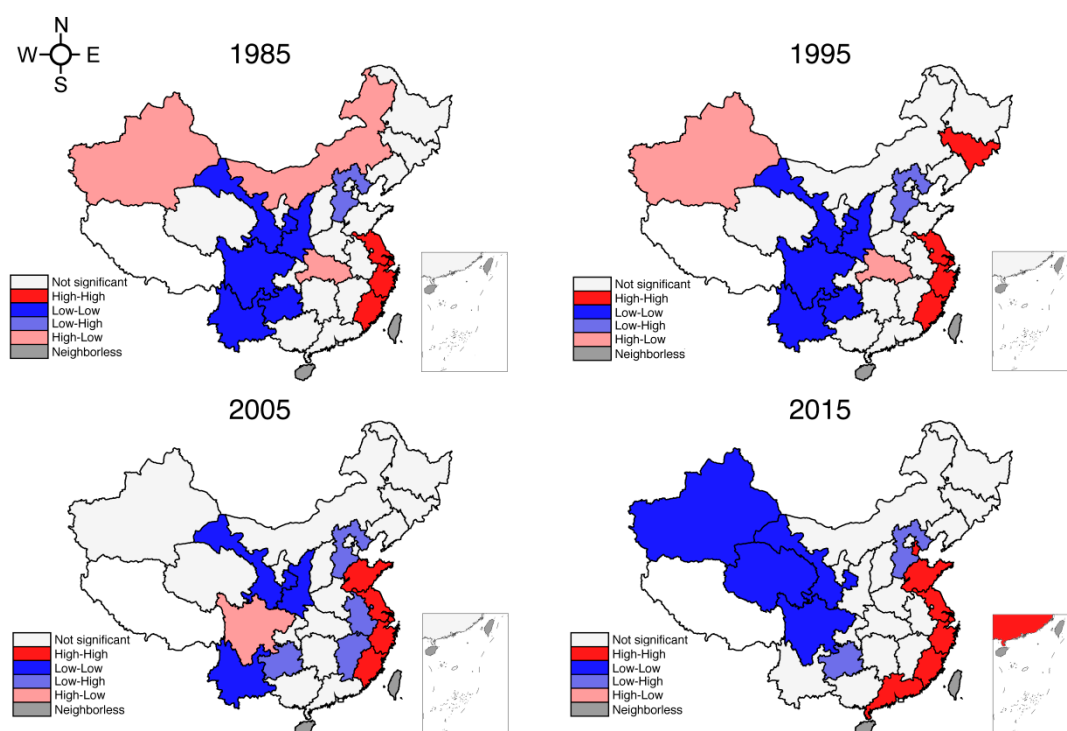 N
W E
S
1985
Not significant
High-High
Low-Low
Low-High
High-Low
Neighborless
1995
Not significant
High-High
Low-Low
Low-High
High-Low
Neighborless
2005
Not significant
High-High
Low-Low
Low-High
High-Low
Neighborless
2015
Not significant
High-High
Low-Low
Low-High
High-Low
Neighborless